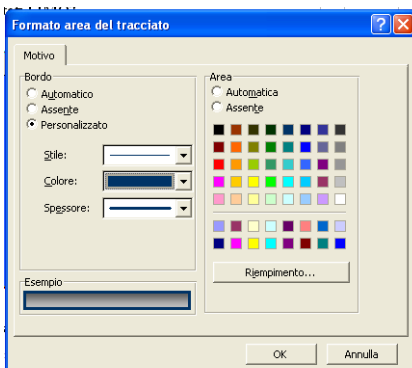 Formato area del tracciato
Motivo
Bordo
Automatico
Assente
Personalizzato
Stile:
Colore:
Spessore:
Esempio
Area
Automatica
Assente
Riempimento...
OK
Annulla